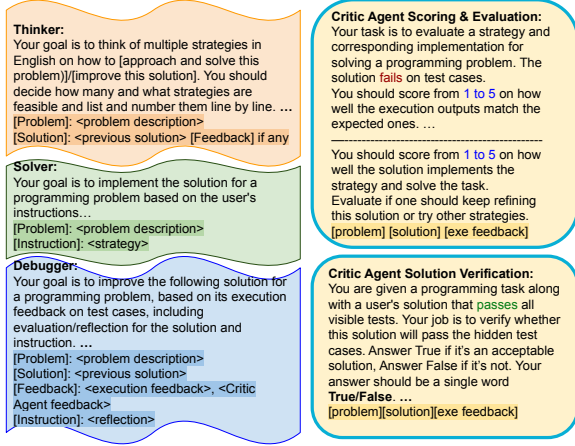 Thinker:
Your goal is to think of multiple strategies in
English on how to [approach and solve this
problem)]/[improve this solution]. You should
decide how many and what strategies are
feasible and list and number them line by line. ...
[Problem]: <problem description>
[Solution]: <previous solution> [Feedback] if any
Solver:
Your goal is to implement the solution for a
programming problem based on the user's
instructions...
[Problem]: <problem description>
[Instruction]: <strategy>
Debugger:
Your goal is to improve the following solution for
a programming problem, based on its execution
feedback on test cases, including
evaluation/reflection for the solution and
instruction. ...
[Problem]: <problem description>
[Solution]: <previous solution>
[Feedback]: <execution feedback>, <Critic
Agent feedback>
[Instruction]: <reflection>
Critic Agent Scoring & Evaluation:
Your task is to evaluate a strategy and
corresponding implementation for
solving a programming problem. The
solution fails on test cases.
You should score from 1 to 5 on how
well the execution outputs match the
expected ones. ...
You should score from 1 to 5 on how
well the solution implements the
strategy and solve the task.
Evaluate if one should keep refining
this solution or try other strategies.
[problem] [solution] [exe feedback]
Critic Agent Solution Verification:
You are given a programming task along
with a user's solution that passes all
visible tests. Your job is to verify whether
this solution will pass the hidden test
cases. Answer True if it's an acceptable
solution, Answer False if it's not. Your
answer should be a single word
True/False. ...
[problem][solution][exe feedback]